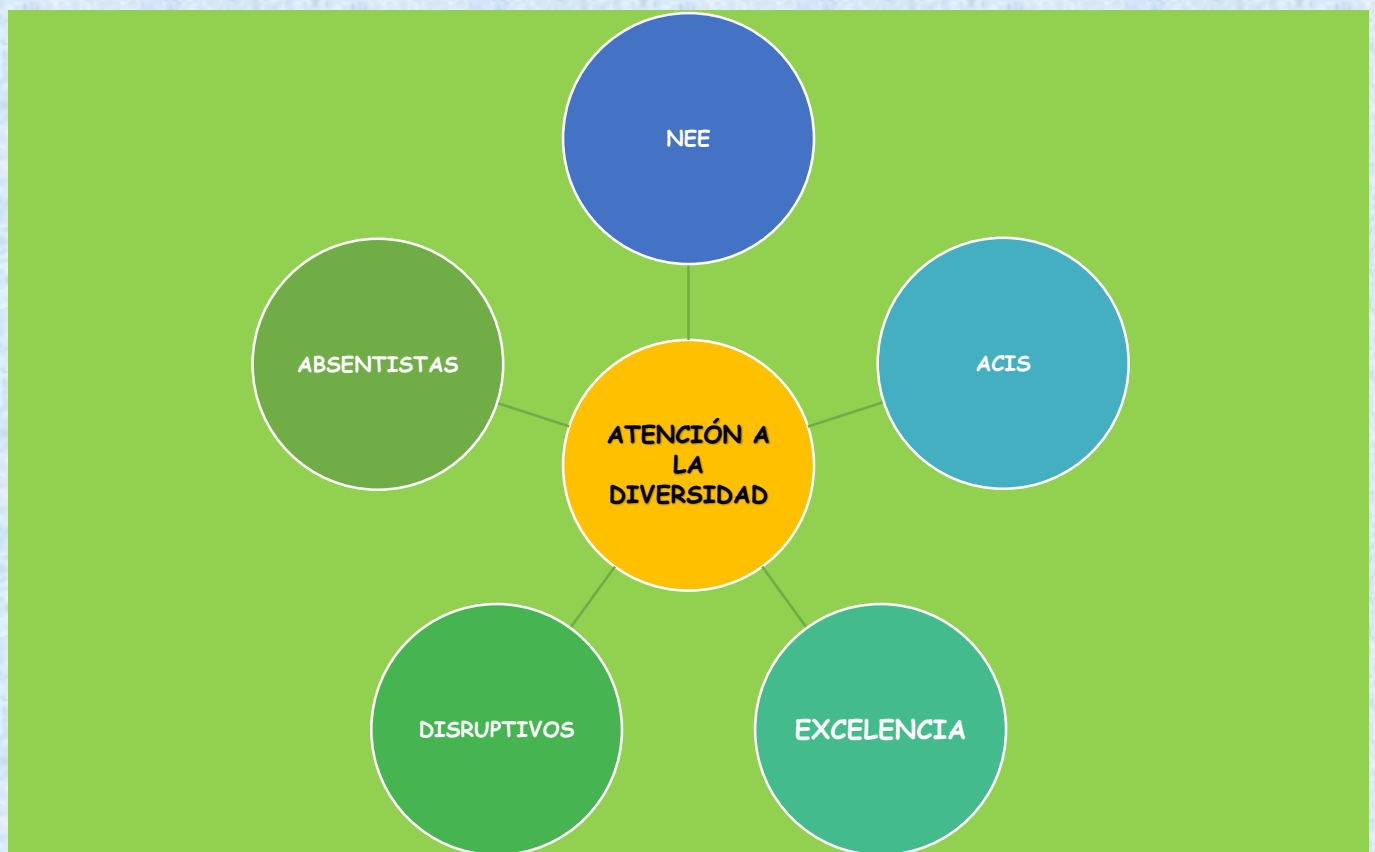 NEE
ABSENTISTAS
ACIS
ATENCIÓN A
LA
DIVERSIDAD
DISRUPTIVOS
EXCELENCIA